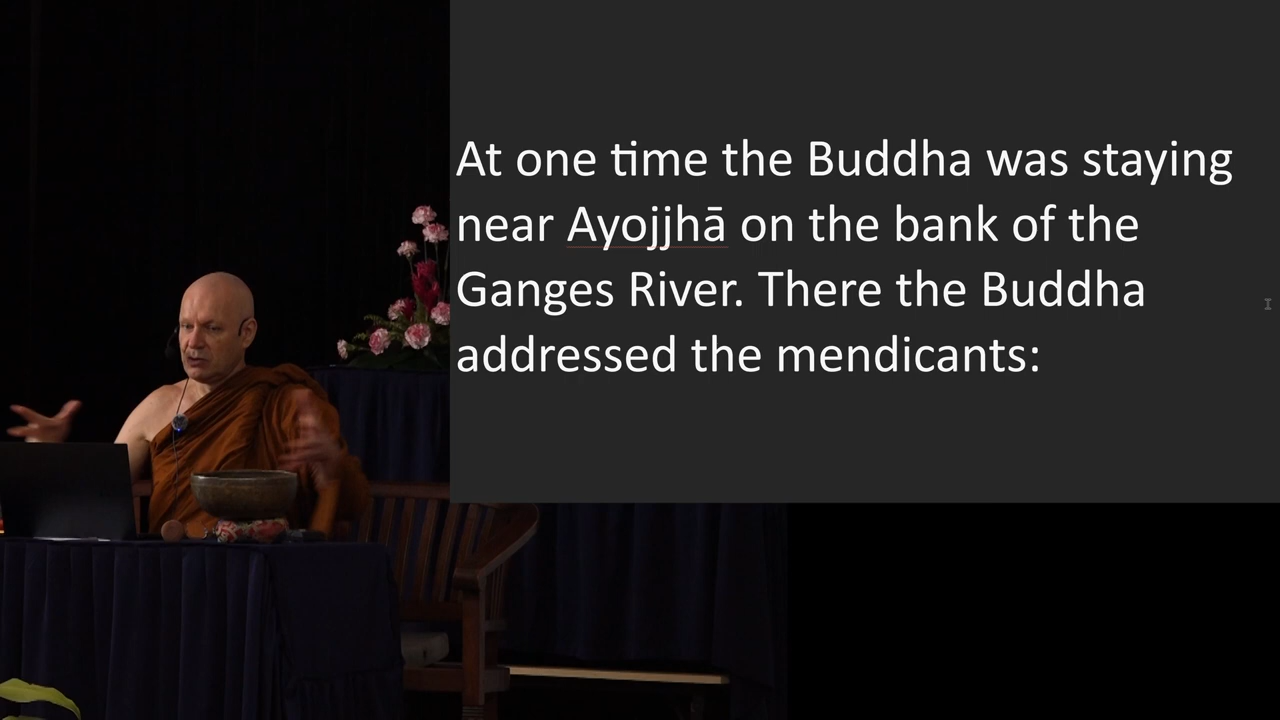 At one time the Buddha was staying
near Ayojjhā on the bank of the
Ganges River. There the Buddha
addressed the mendicants: